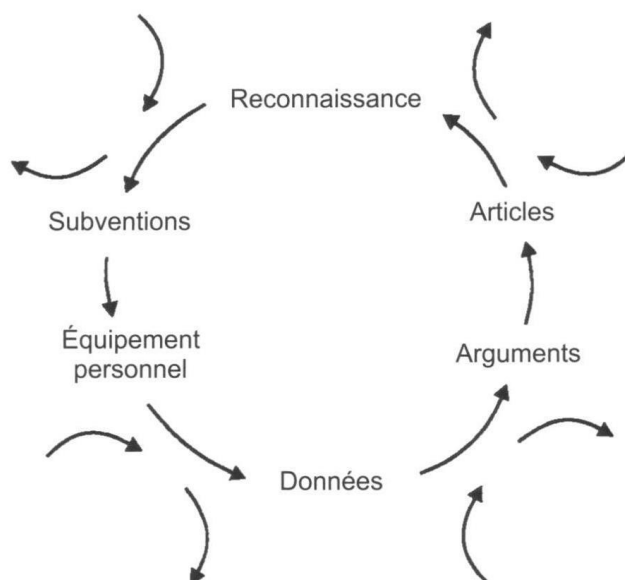 Reconnaissance
Subventions
Articles
Équipement
personnel
Arguments
Données